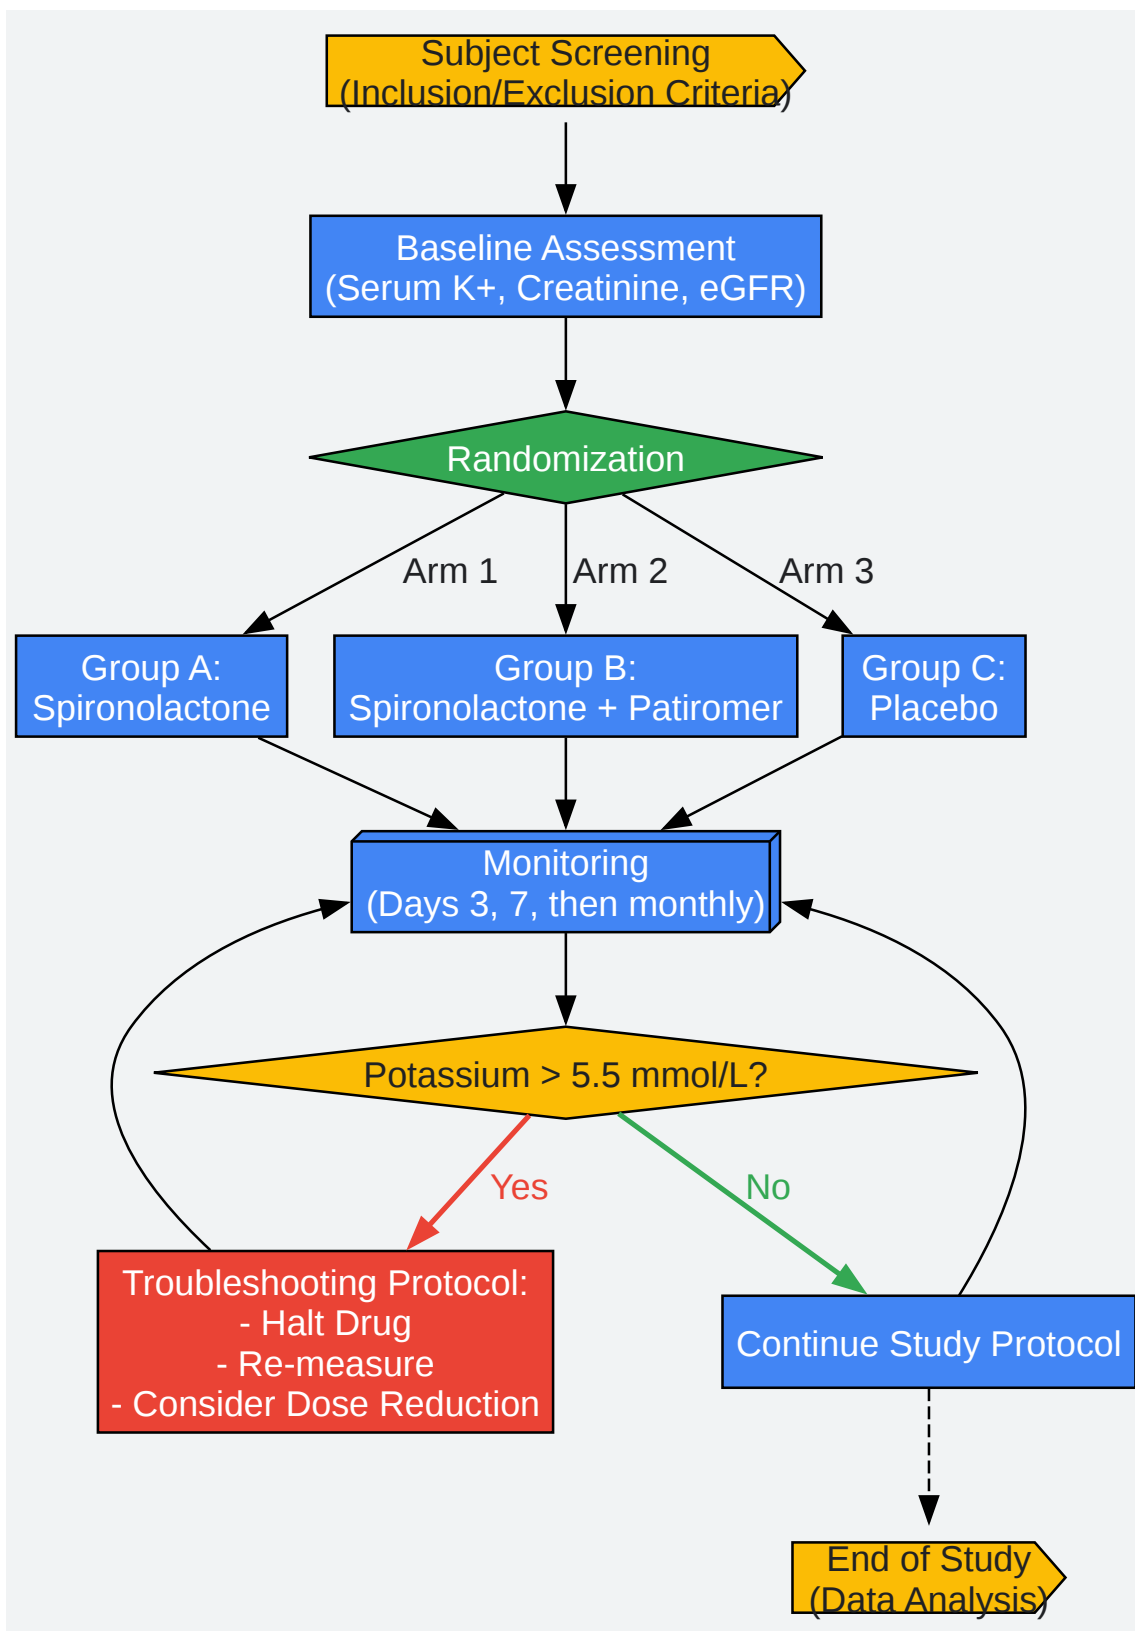 Subject Screening
(Inclusion/Exclusion Criteria)
Baseline Assessment
(Serum K+, Creatinine, eGFR)
Randomization
Arm 1
Arm 2
Arm 3
Group A:
Spironolactone
Group B:
Spironolactone + Patiromer
Group C:
Placebo
Monitoring
(Days 3, 7, then monthly)
Potassium > 5.5 mmol/L?
Yes
No
Troubleshooting Protocol:
- Halt Drug
- Re-measure
- Consider Dose Reduction
Continue Study Protocol
End of Study
(Data Analysis)